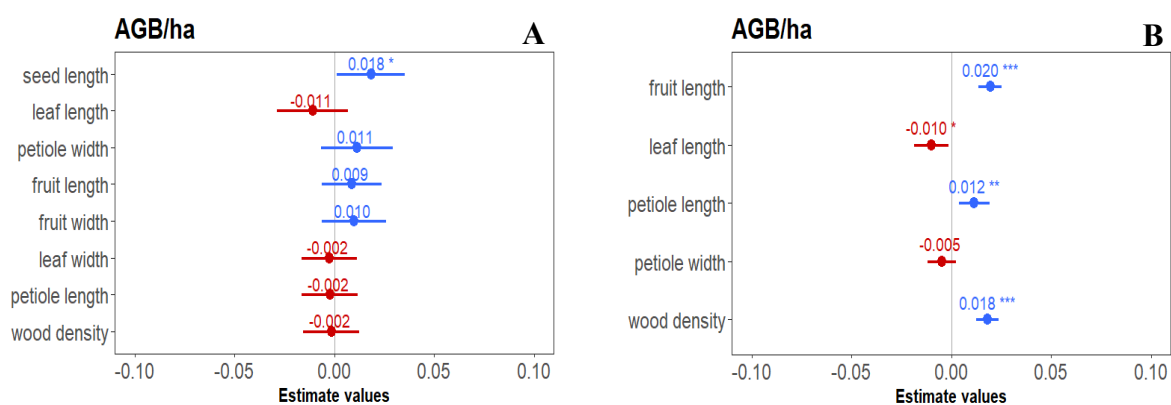 AGB/ha
A
seed length
0.018 *
leaf length
-0.011
petiole width
0.011
fruit length
0.009
fruit width
0.010
leaf width
-0.002
petiole length
-0.002
wood density
-0.002
-0.10 -0.05 0.00 0.05 0.10
Estimate values
AGB/ha
B
fruit length
0.020 ***
leaf length
-0.010 *
petiole length
0.012 **
petiole width
-0.005
wood density
0.018 ***
-0.10 -0.05 0.00 0.05 0.10
Estimate values